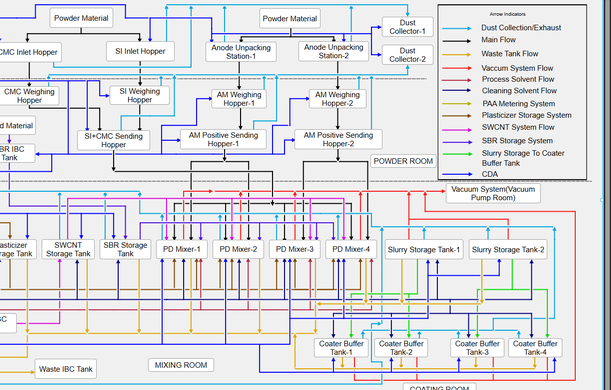 Powder Material
Powder Material
Dust
Collector-1
Dust
Collector-2
CMC Inlet Hopper
SI Inlet Hopper
Anode Unpacking
Station-1
Anode Unpacking
Station-2
CMC Weighing
Hopper
SI Weighing
Hopper
AM Weighing
Hopper-1
AM Weighing
Hopper-2
d Material
BR IBC
Tank
SI+CMC Sending
Hopper
AM Positive Sending
Hopper-1
AM Positive Sending
Hopper-2
POWDER ROOM
Arrow Indicators
Dust Collection/Exhaust
Main Flow
Waste Tank Flow
Vacuum System Flow
Process Solvent Flow
Cleaning Solvent Flow
PAA Metering System
Plasticizer Storage System
SWCNT System Flow
SBR Storage System
Slurry Storage To Coater
Buffer Tank
CDA
Vacuum System(Vacuum
Pump Room)
asticizer
rage Tank
SWCNT
Storage Tank
SBR Storage
Tank
PD Mixer-1
PD Mixer-2
PD Mixer-3
PD Mixer-4
Slurry Storage Tank-1
Slurry Storage Tank-2
BC
Waste IBC Tank
MIXING ROOM
Coater Buffer
Tank-1
Coater Buffer
Tank-2
Coater Buffer
Tank-3
Coater Buffer
Tank-4
COATING ROOM